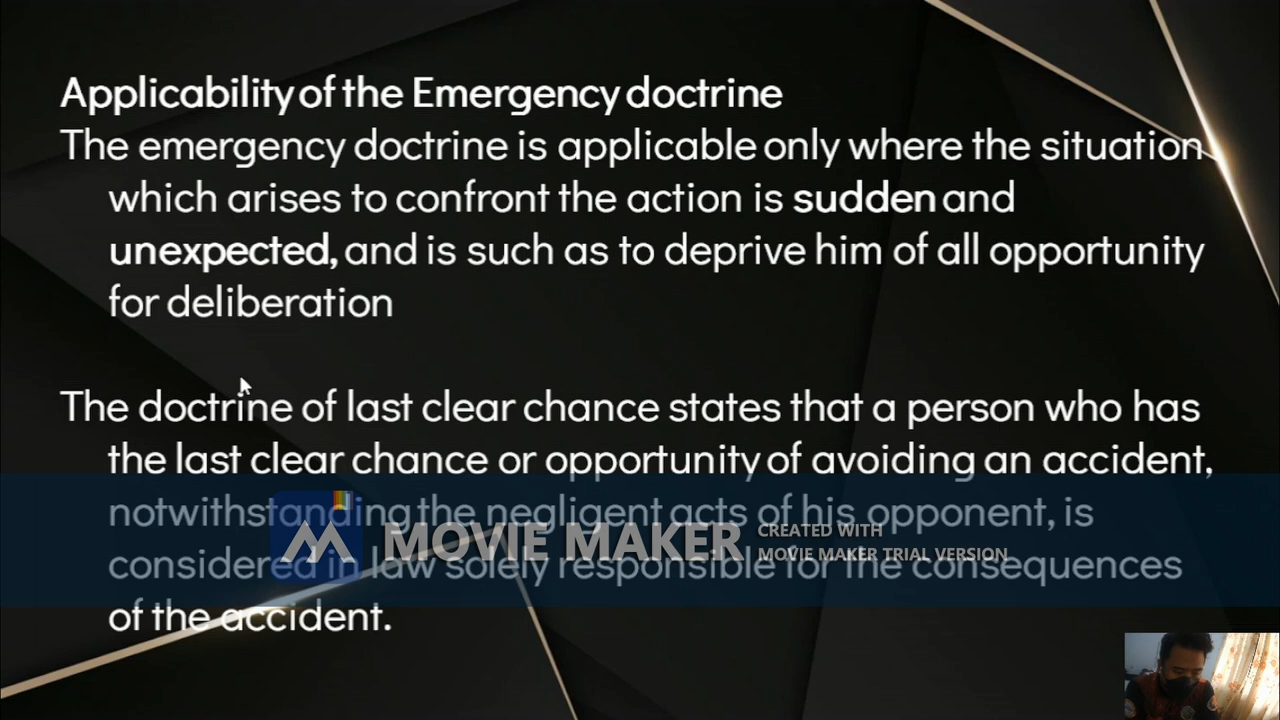 Applicability of the Emergency doctrine
The emergency doctrine is applicable only where the situation
which arises to confront the action is sudden and
unexpected, and is such as to deprive him of all opportunity
for deliberation
The doctrine of last clear chance states that a person who has
the last clear chance or opportunity of avoiding an accident,
notwithstanding the negligent acts of his opponent, is
considered in law solely responsible for the consequences
of the accident.
MOVIE MAKER
CREATED WITH
MOVIE MAKER TRIAL VERSION